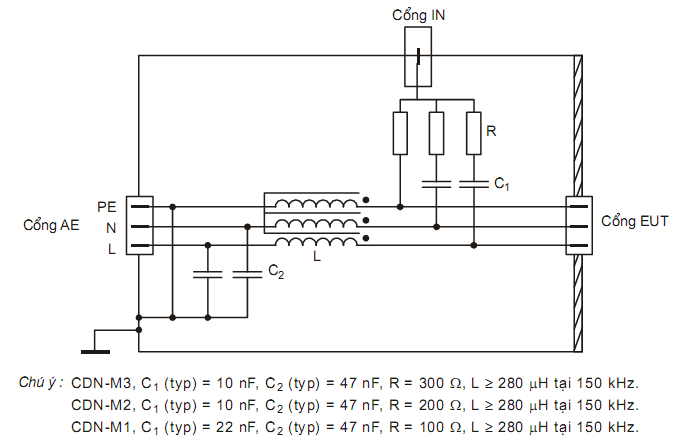 Cổng IN
R
C1
PE
Cổng AE
N
L
Cổng EUT
L
C2
Chú ý : CDN-M3, C1 (typ) = 10 nF, C2 (typ) = 47 nF, R = 300 Ω, L ≥ 280 μH tại 150 kHz.
CDN-M2, C1 (typ) = 10 nF, C2 (typ) = 47 nF, R = 200 Ω, L ≥ 280 μH tại 150 kHz.
CDN-M1, C1 (typ) = 22 nF, C2 (typ) = 47 nF, R = 100 Ω, L ≥ 280 μH tại 150 kHz.